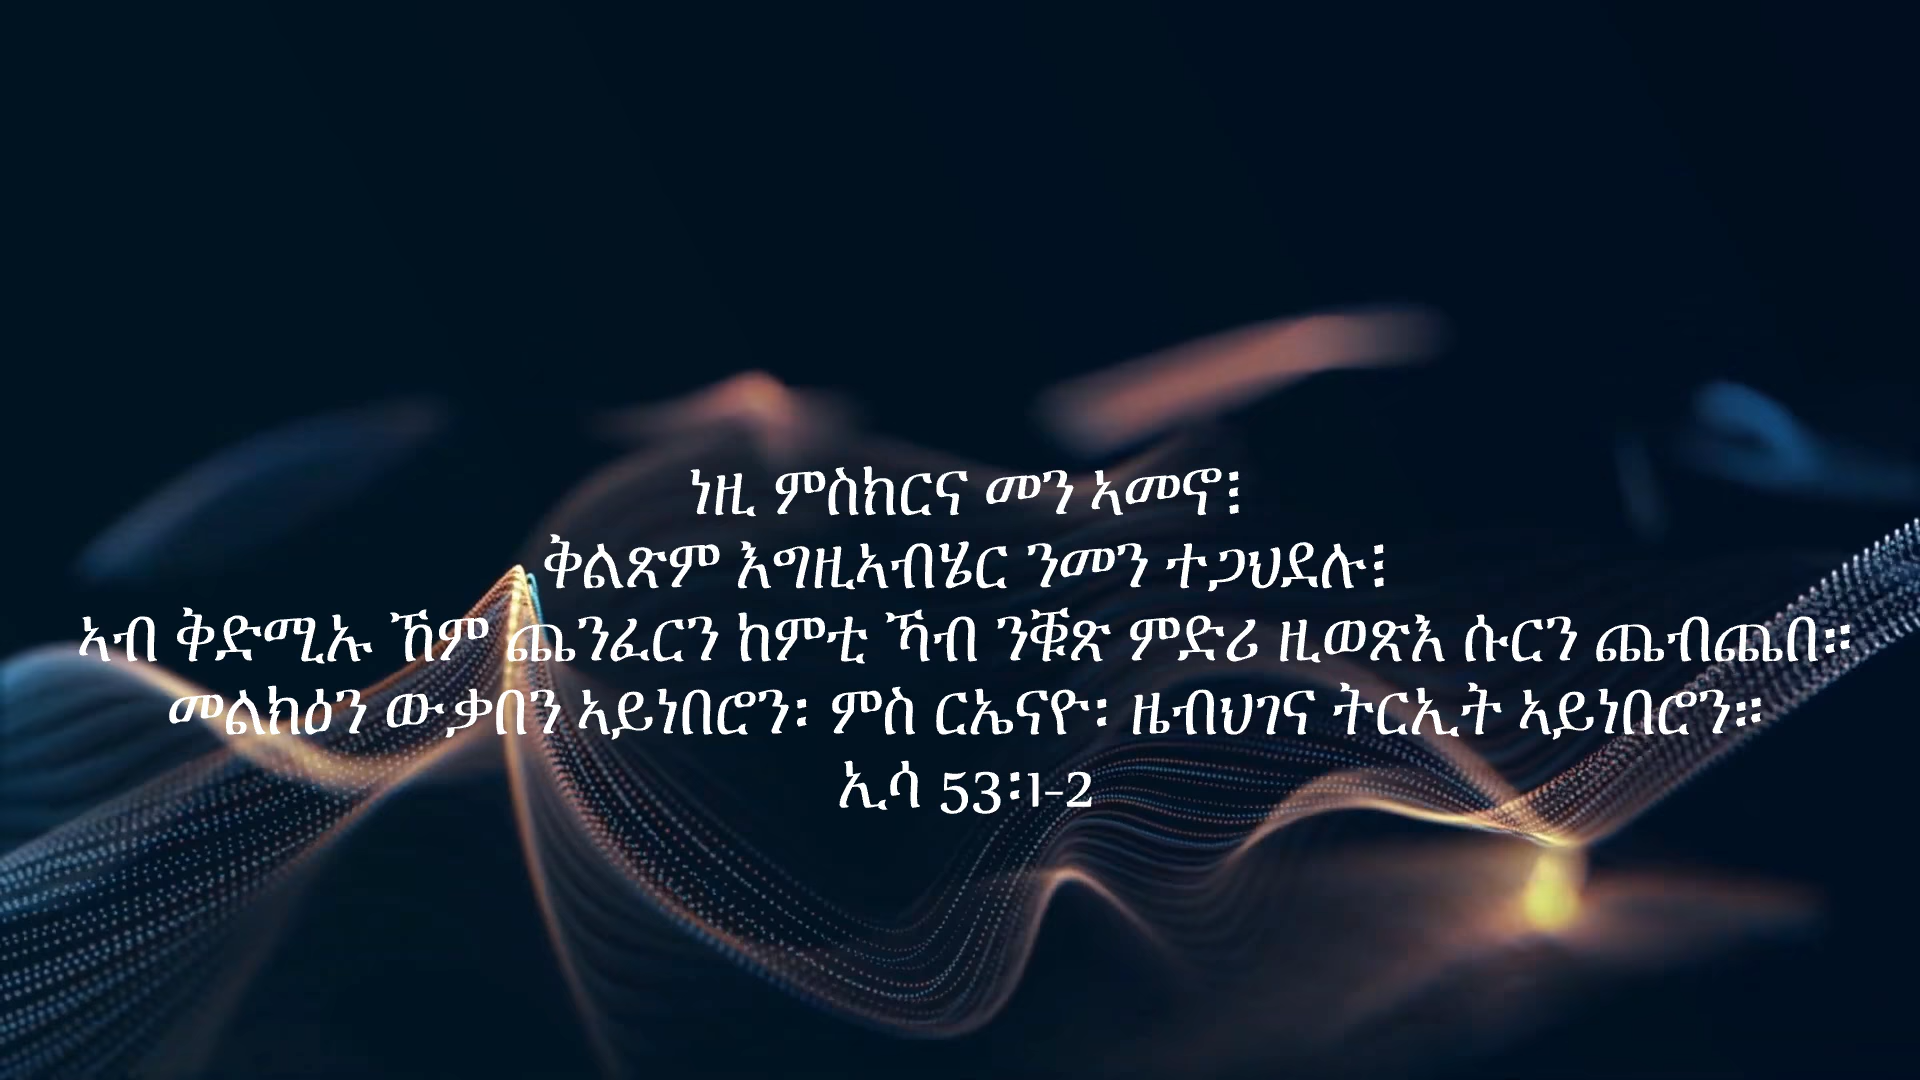 ነዚ ምስክርና መን ኣመኖ፧
ቅልጽም እግዚኣብሄር ንመን ተጋህደሉ፧
ኣብ ቅድሚኡ ኸም ጨንፈርን ከምቲ ኻብ ንቑጽ ምድሪ ዚወጽእ ሱርን ጨብጨበ።
መልክዕን ውቃበን ኣይነበሮን፡ ምስ ርኤናዮ፡ ዜብህገና ትርኢት ኣይነበሮን።
ኢሳ 53፡1-2